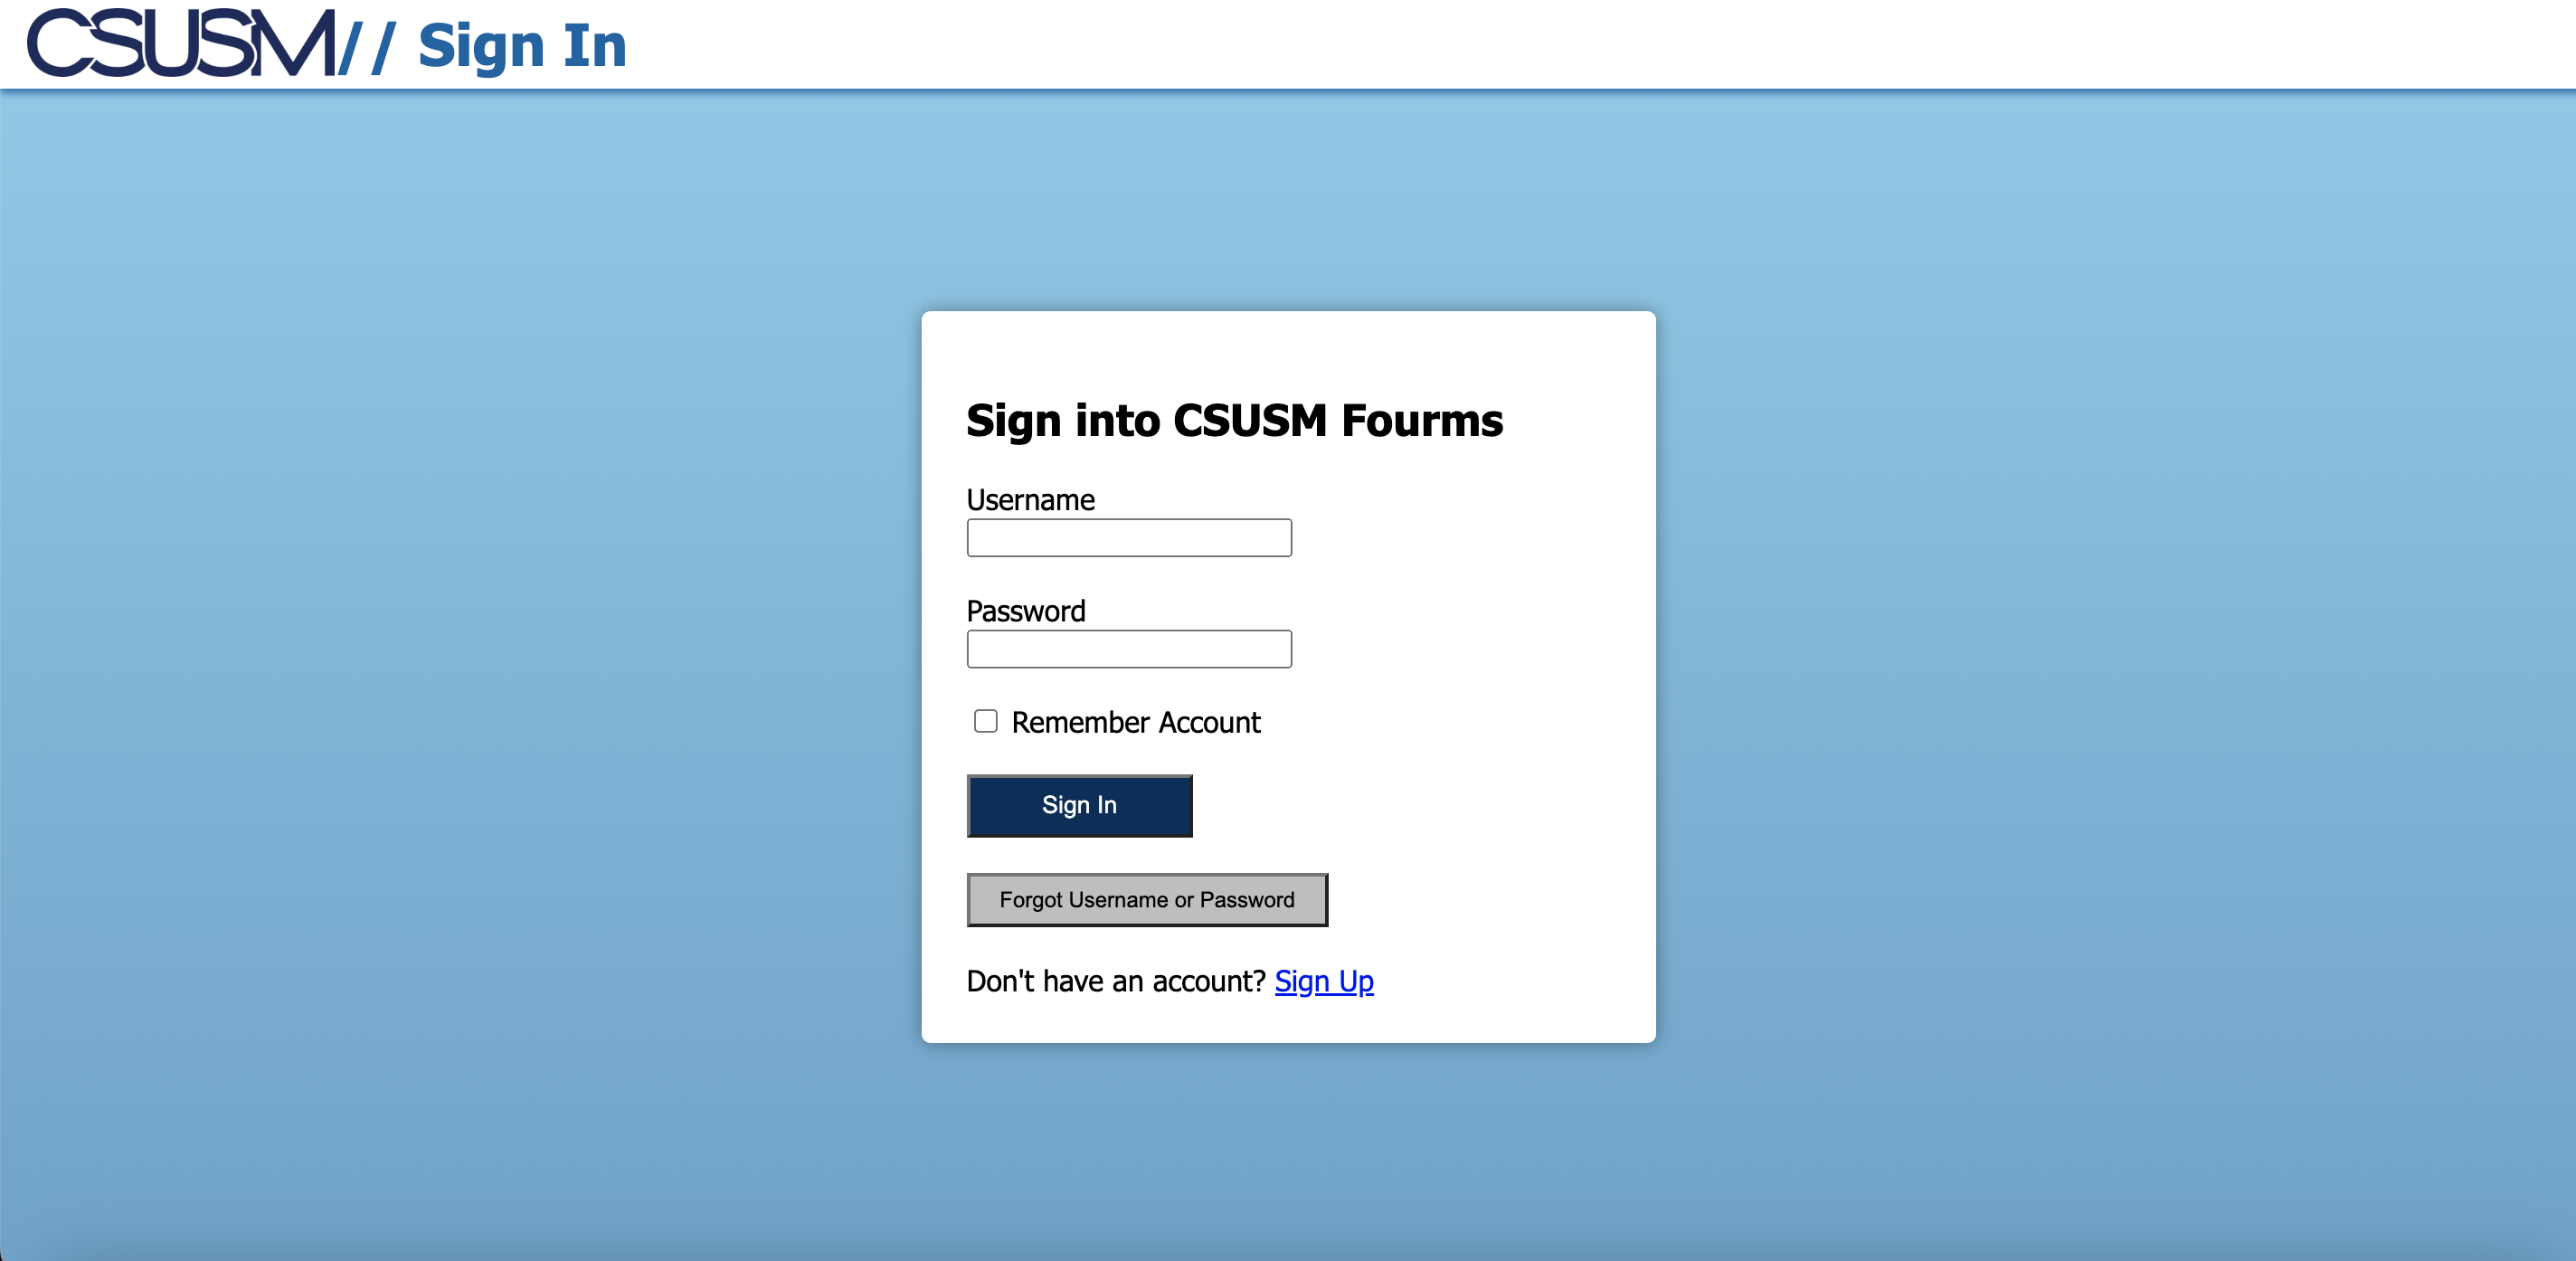 CSUSM // Sign In
Sign into CSUSM Fourms
Username
Password
Remember Account
Sign In
Forgot Username or Password
Don't have an account? Sign Up